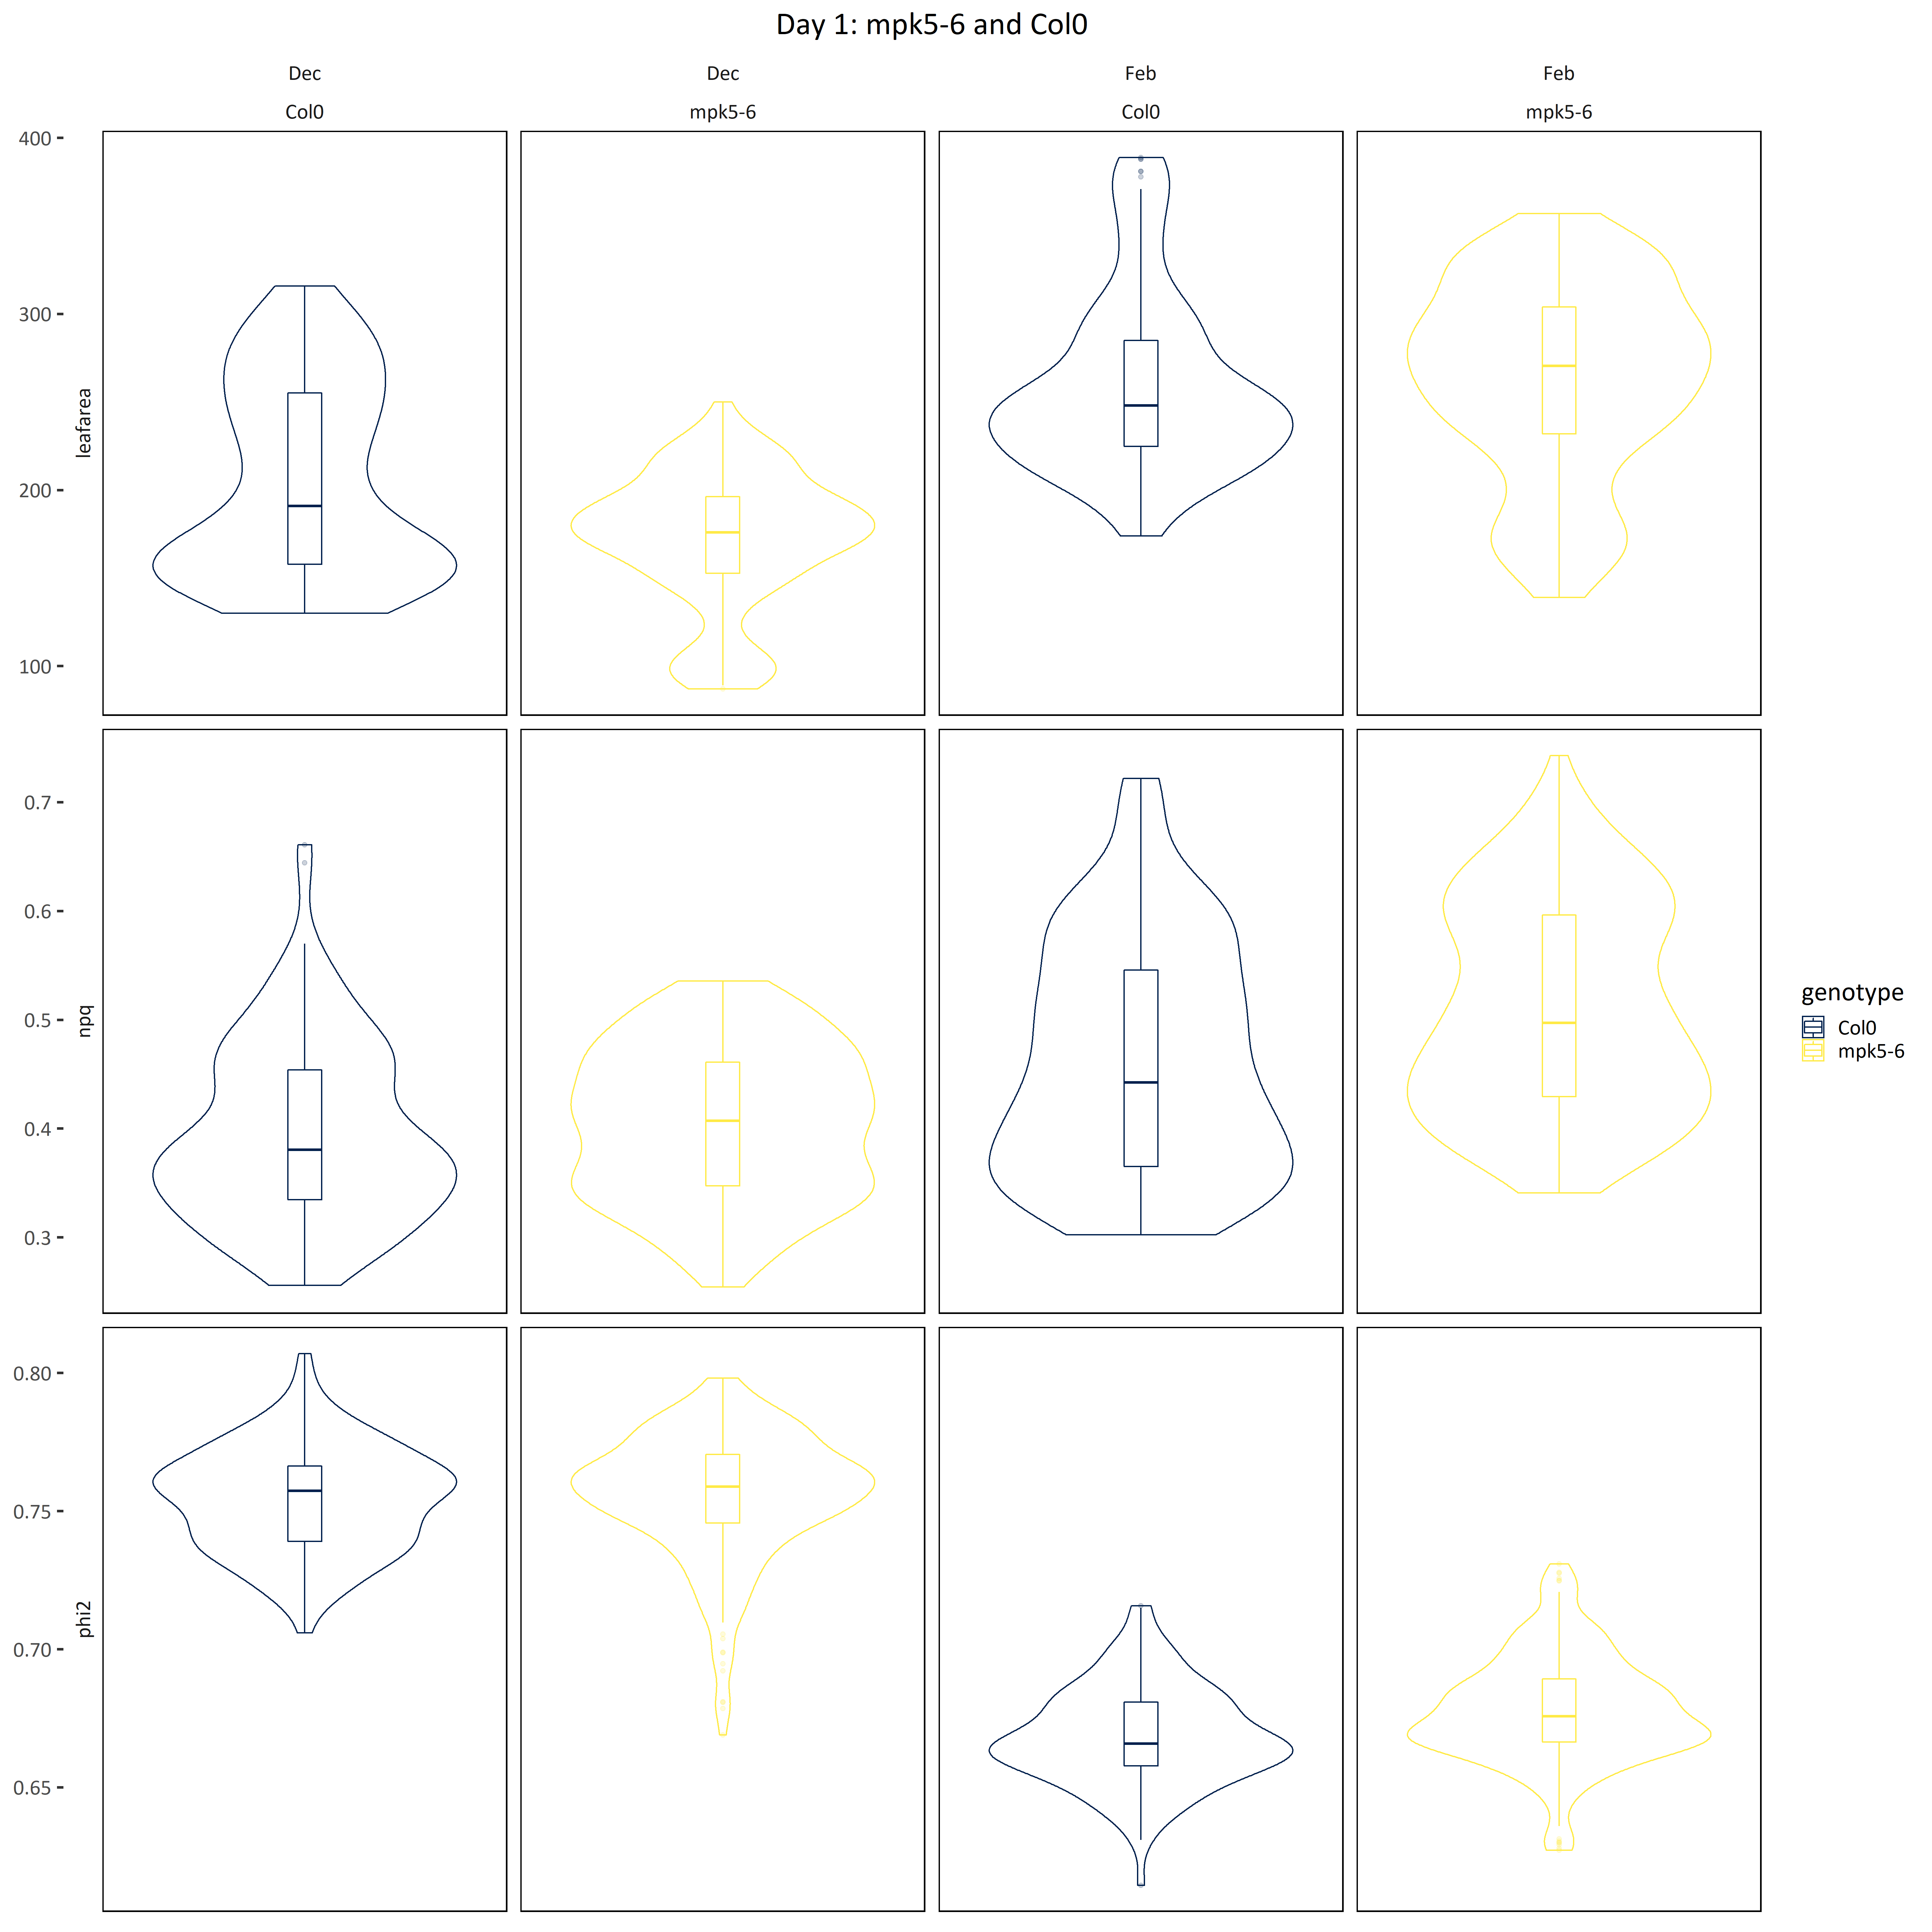 Day 1: mpk5-6 and Col0
Dec Dec Feb Feb
Col0 mpk5-6 Col0 mpk5-6
400
300
leafarea
200
100
0.7
0.6
0.5
npq
0.4
0.3
genotype
Col0
mpk5-6
0.80
0.75
phi2
0.70
0.65